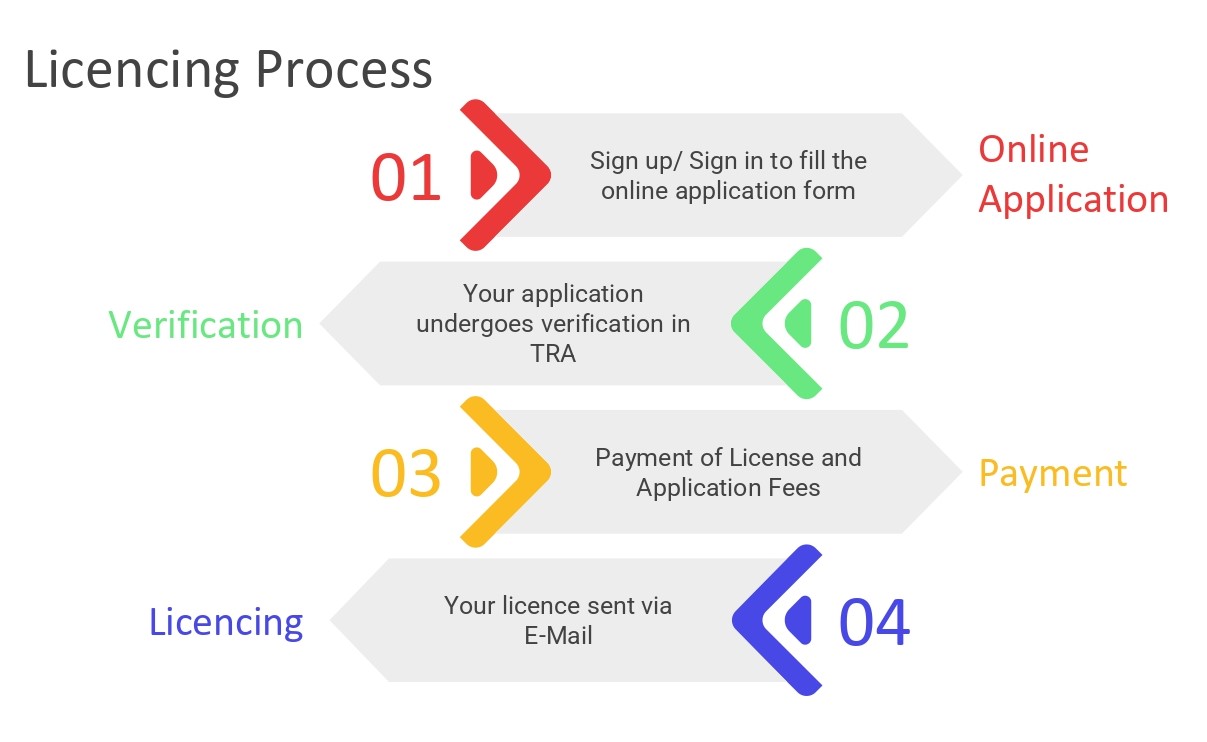 Licencing Process
01
Sign up/ Sign in to fill the
online application form
Online
Application
Verification
Your application
undergoes verification in
TRA
02
03
Payment of License and
Application Fees
Payment
Licencing
Your licence sent via
E-Mail
04